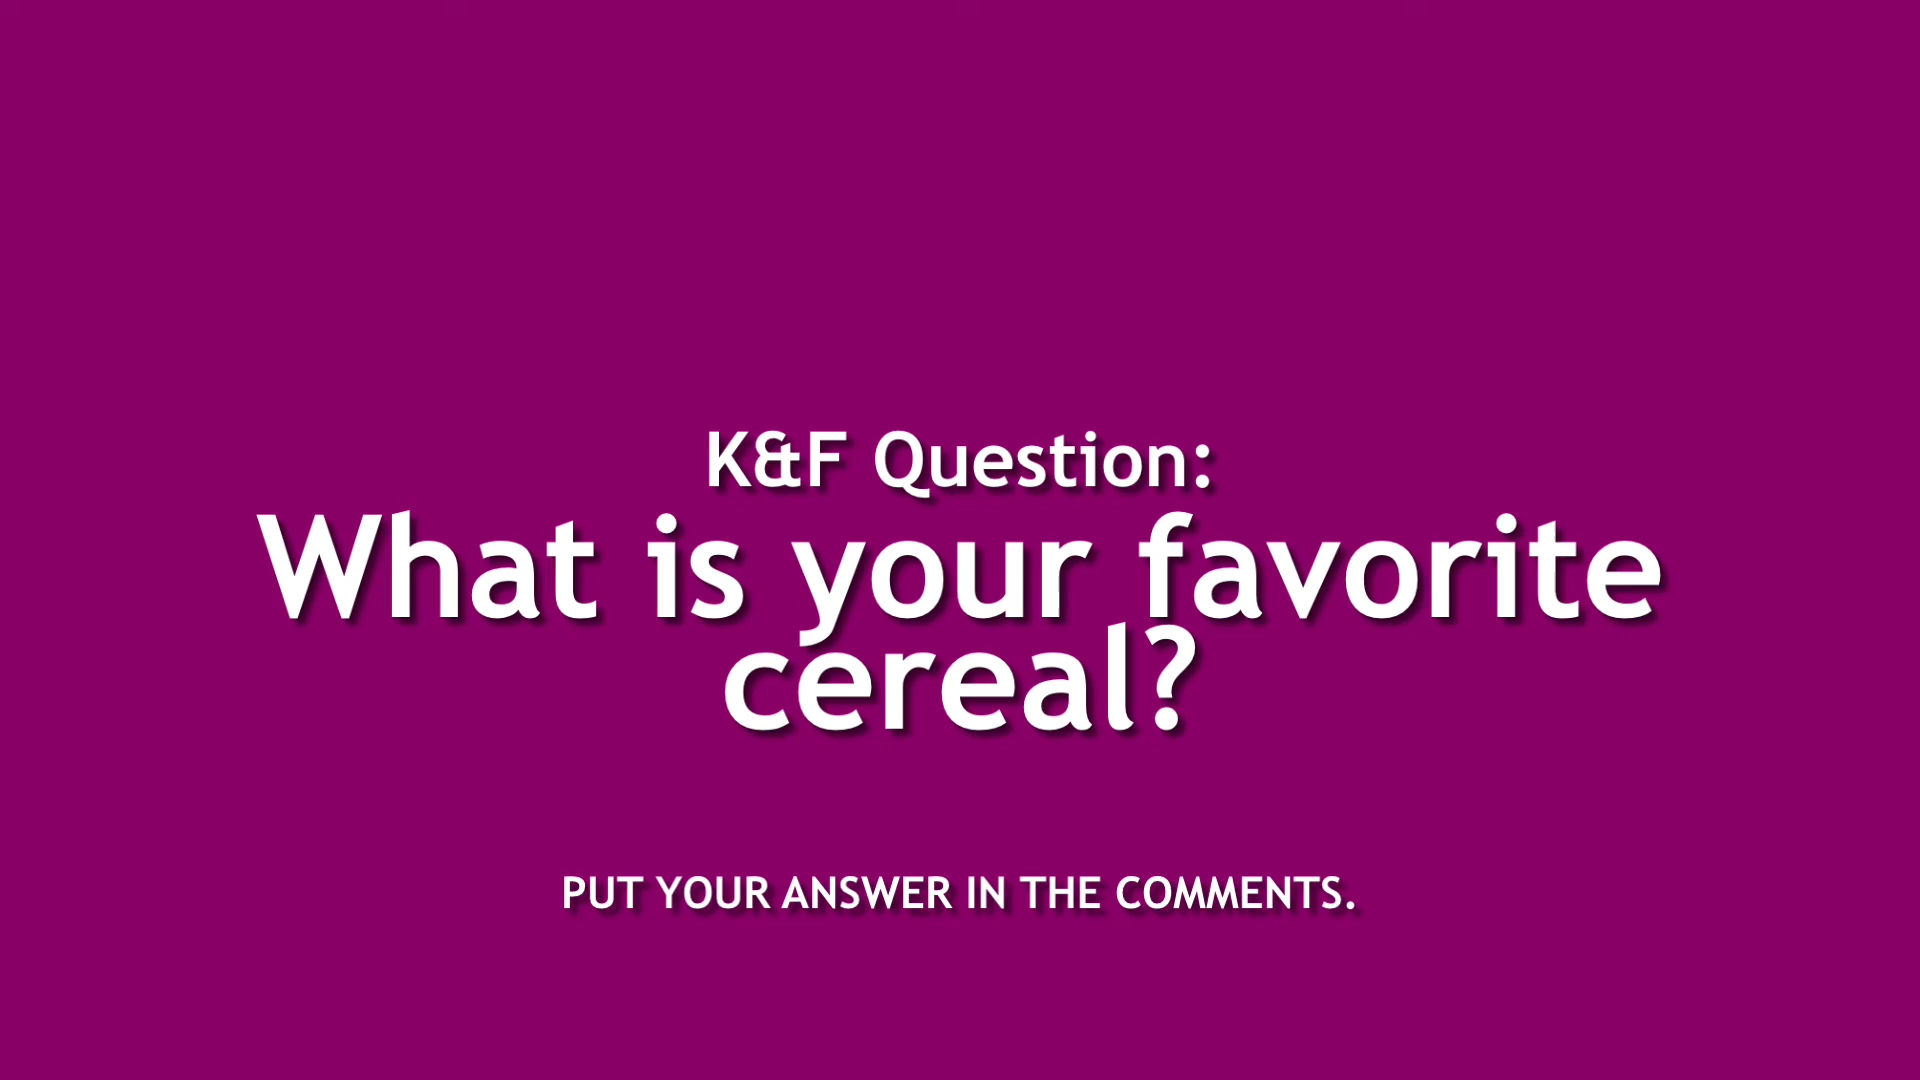 K&F Question:
What is your favorite
cereal?
PUT YOUR ANSWER IN THE COMMENTS.